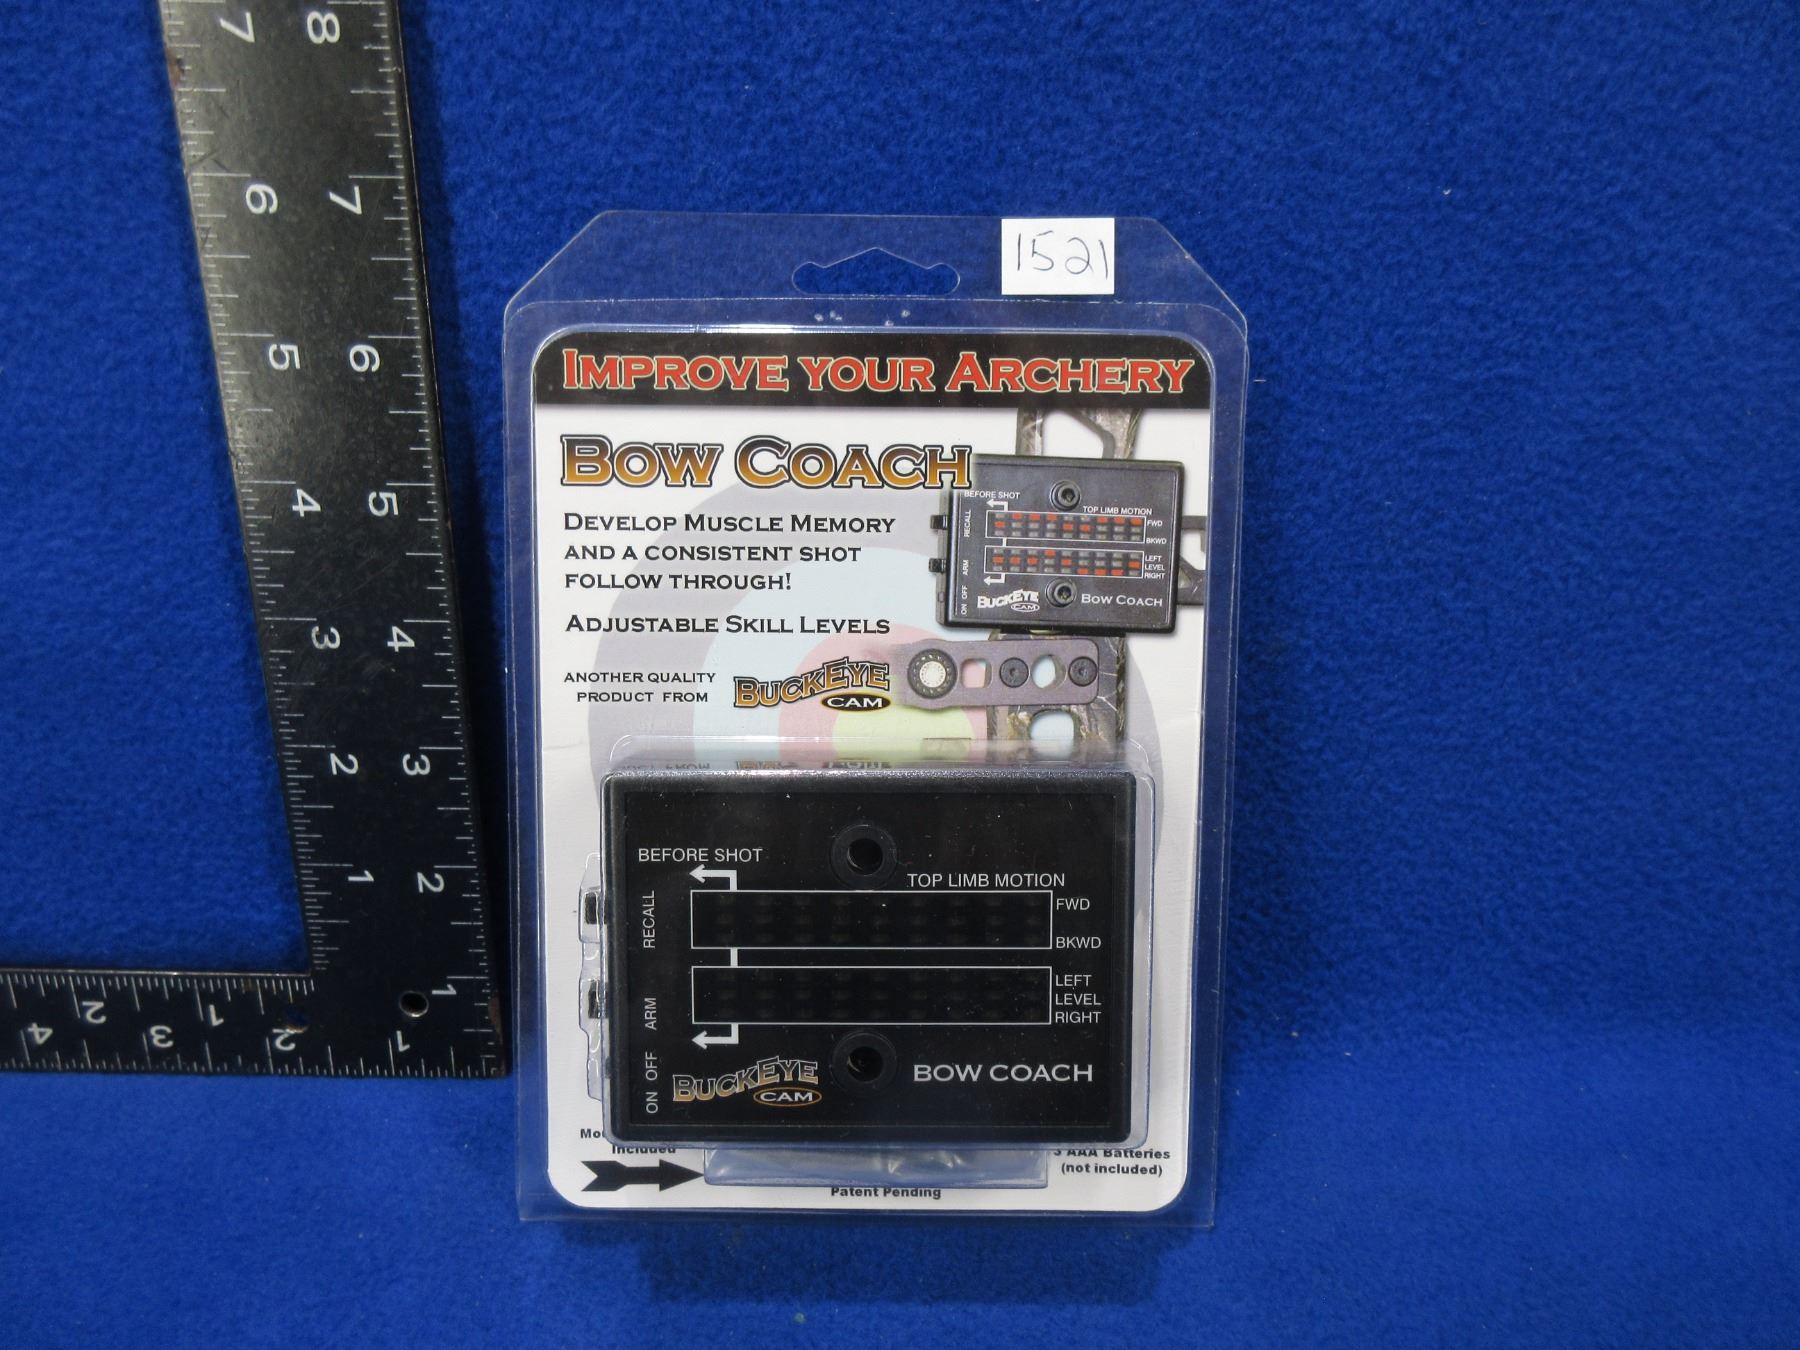 8
7
7
6
6
5
5
4
4
3
3
2
2
1
1
2
1
4
3
2
1
1521
IMPROVE YOUR ARCHERY
BOW COACH
DEVELOP MUSCLE MEMORY
AND A CONSISTENT SHOT
FOLLOW THROUGH!
ADJUSTABLE SKILL LEVELS
ANOTHER QUALITY
PRODUCT FROM
BUCKEYE
CAM
BEFORE SHOT
TOP LIMB MOTION
FWD
BKWD
LEFT
LEVEL
RIGHT
RECALL
ARM
ON OFF
BUCKEYE
CAM
BOW COACH
BEFORE SHOT
TOP LIMB MOTION
FWD
BKWD
LEFT
LEVEL
RIGHT
RECALL
ARM
ON OFF
BUCKEYE
CAM
BOW COACH
included
3 AAA Batteries
(not included)
Patent Pending